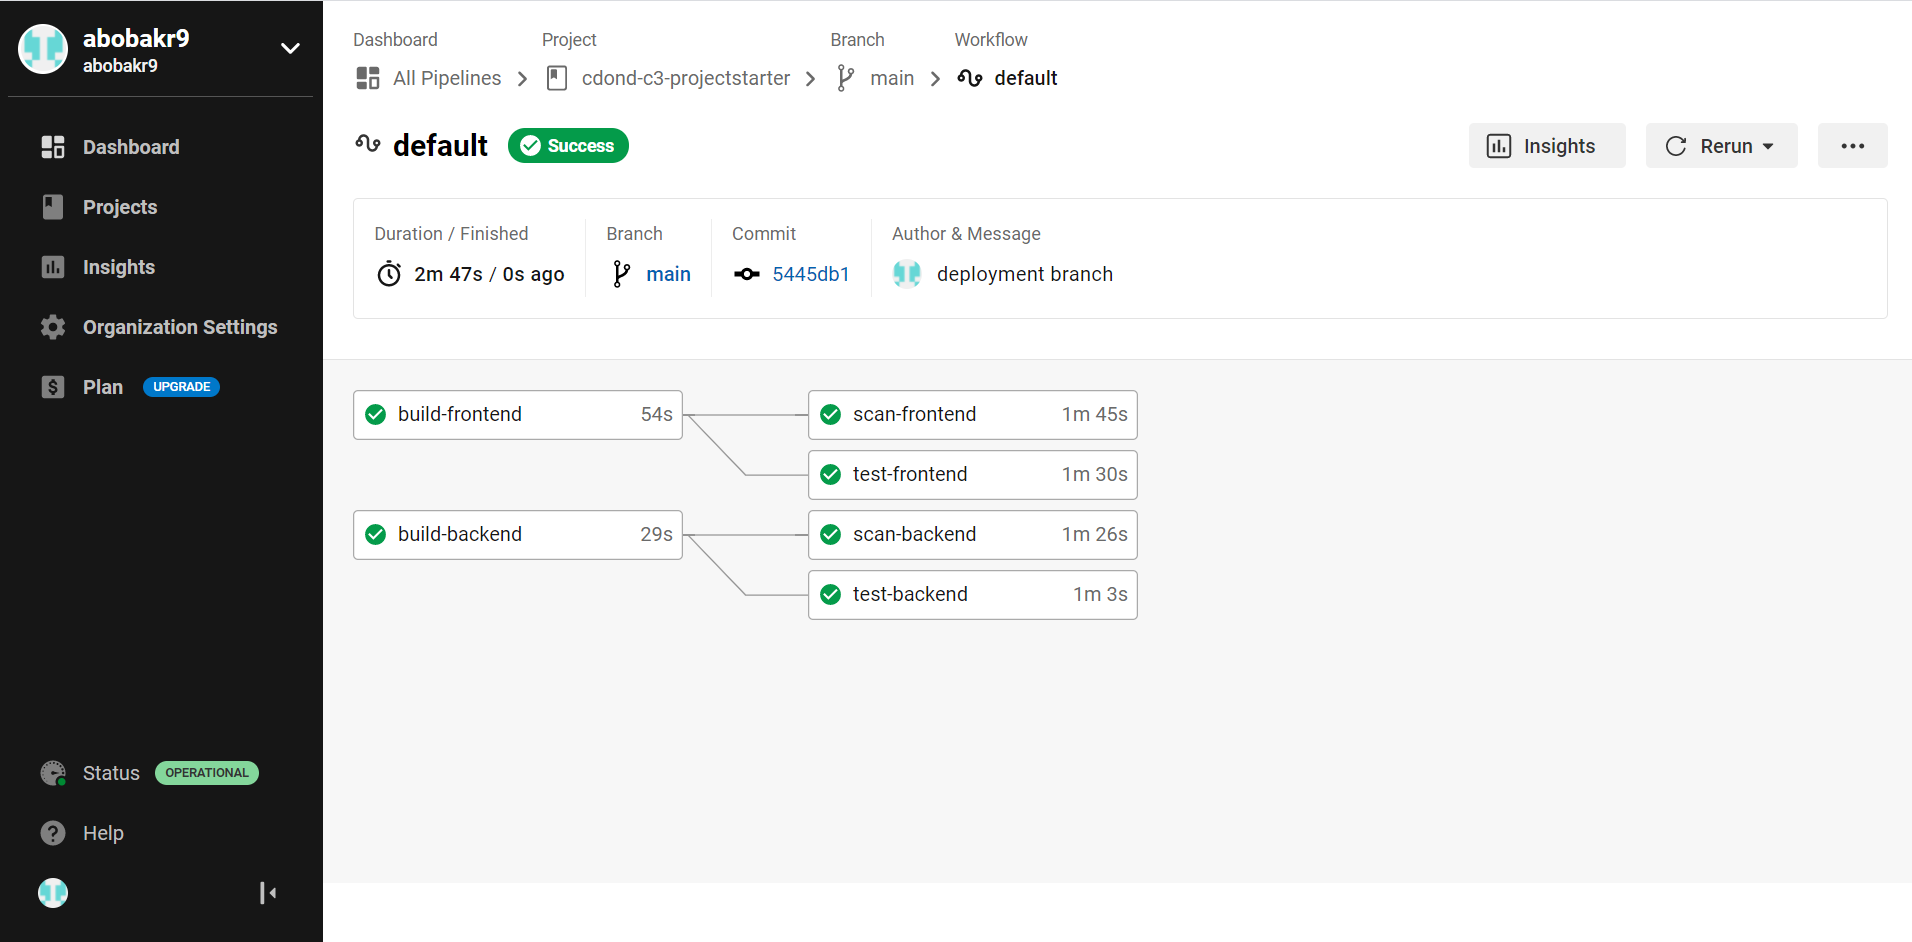 abobakr9
abobakr9
Dashboard
Projects
Insights
Organization Settings
Plan UPGRADE
Status OPERATIONAL
Help
Dashboard Project Branch Workflow
All Pipelines cdond-c3-projectstarter main default
default Success Insights Rerun
Duration / Finished Branch Commit Author & Message
2m 47s / 0s ago main 5445db1 deployment branch
build-frontend 54s scan-frontend 1m 45s
test-frontend 1m 30s
build-backend 29s scan-backend 1m 26s
test-backend 1m 3s